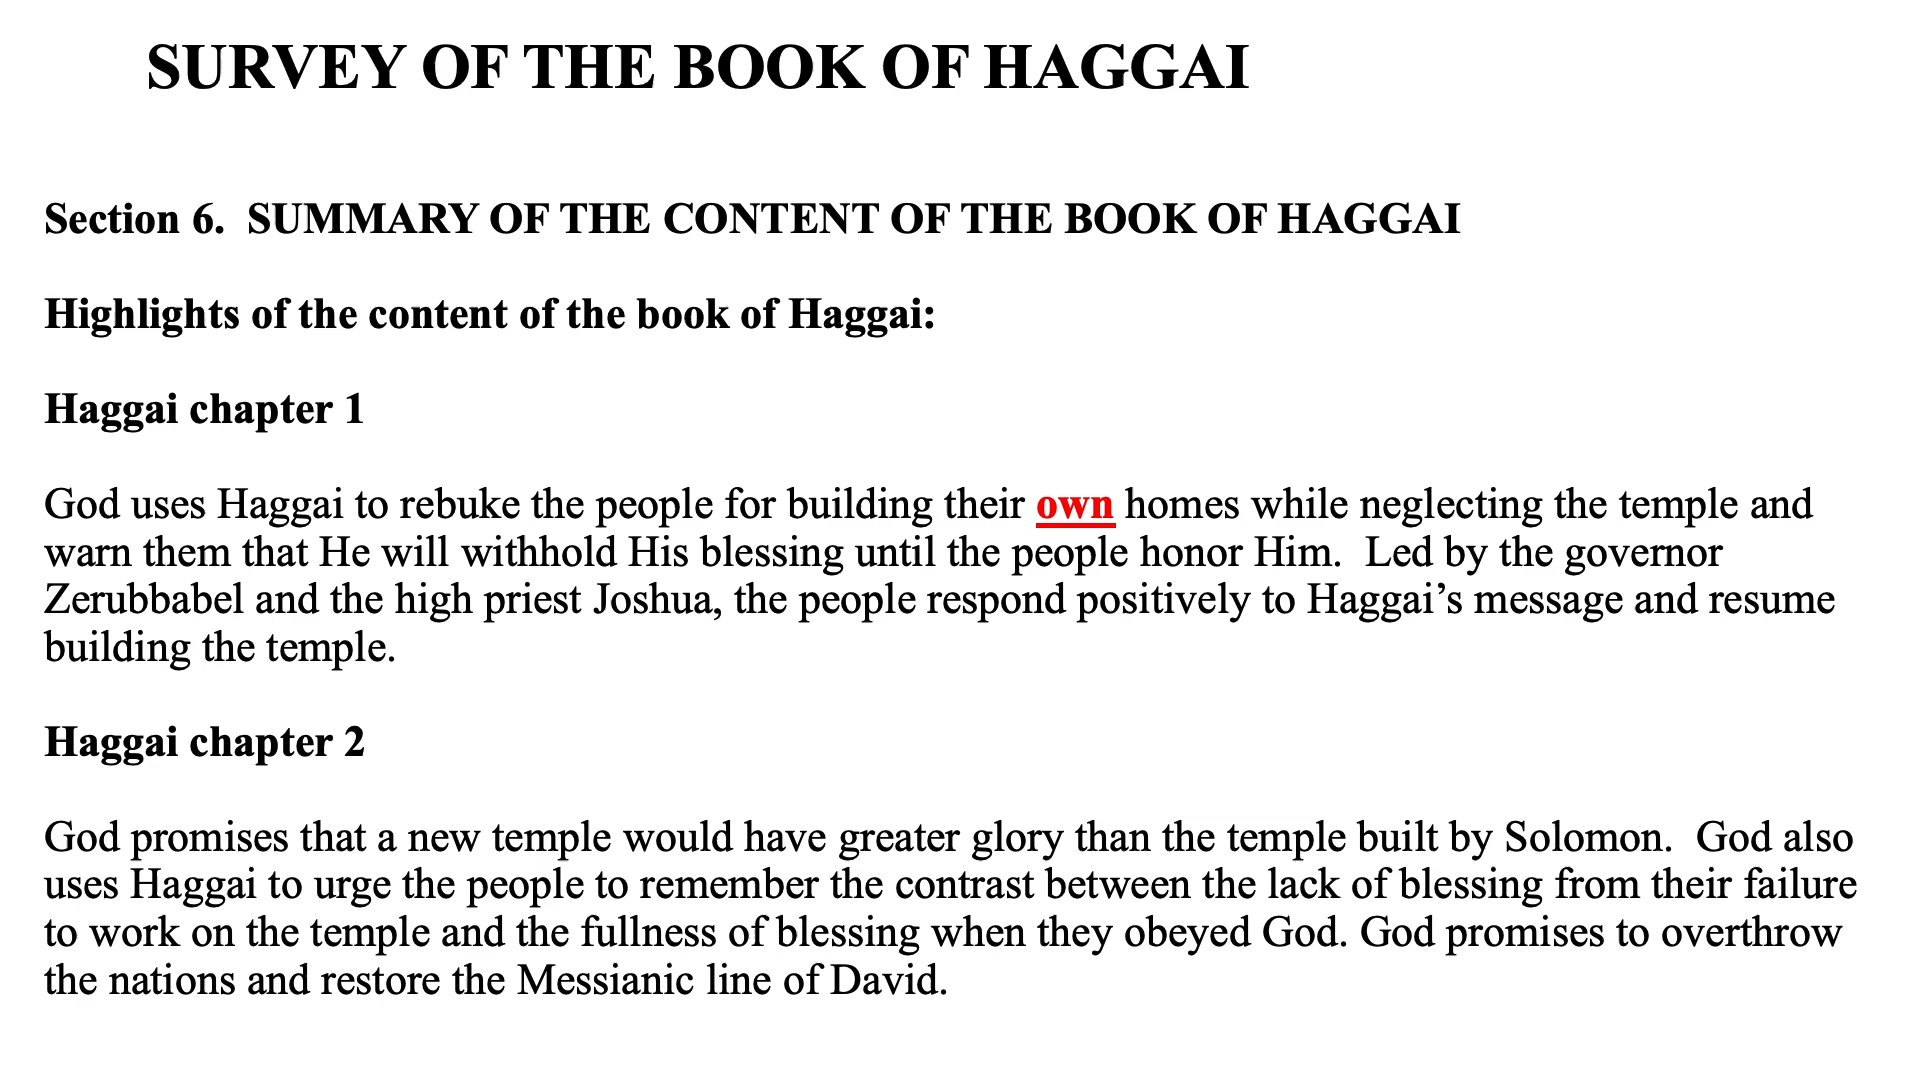 SURVEY OF THE BOOK OF HAGGAI
Section 6.  SUMMARY OF THE CONTENT OF THE BOOK OF HAGGAI
Highlights of the content of the book of Haggai:
Haggai chapter 1
God uses Haggai to rebuke the people for building their own homes while neglecting the temple and
warn them that He will withhold His blessing until the people honor Him.  Led by the governor
Zerubbabel and the high priest Joshua, the people respond positively to Haggai’s message and resume
building the temple.
Haggai chapter 2
God promises that a new temple would have greater glory than the temple built by Solomon.  God also
uses Haggai to urge the people to remember the contrast between the lack of blessing from their failure
to work on the temple and the fullness of blessing when they obeyed God. God promises to overthrow
the nations and restore the Messianic line of David.